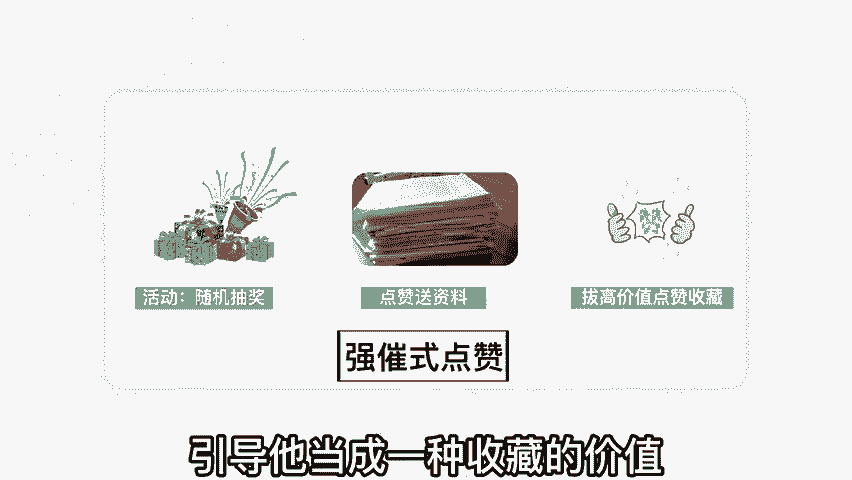 活动：随机抽奖
点赞送资料
拔离价值点赞收藏
强催式点赞
引导他当成一种收藏的价值